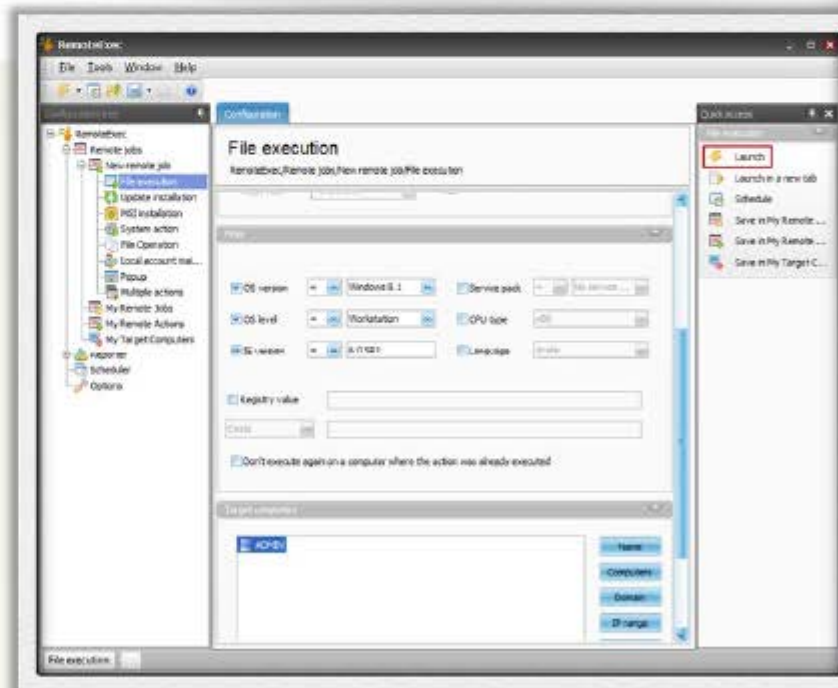 RemoteExec
File Tools Window Help
Configuration
Quick Access
File execution
RemoteExec/Remote jobs/New remote job/File execution
RemoteExec
Remote jobs
New remote job
File execution
Update installation
MSI installation
System action
File Operation
Local account mai...
Popup
Multiple actions
My Remote Jobs
My Remote Actions
My Target Computers
Reporter
Scheduler
Options
Filter
OS version = Windows 8.1
Service pack =
OS level = Workstation
CPU type
IE version =
Language
Registry value
Don't execute again on a computer where the action was already executed
Target computers
ADMIN
Name
Computers
Domain
IP range
File execution
Launch
Launch in a new tab
Schedule
Save in My Remote ...
Save in My Remote ...
Save in My Target C...
File execution